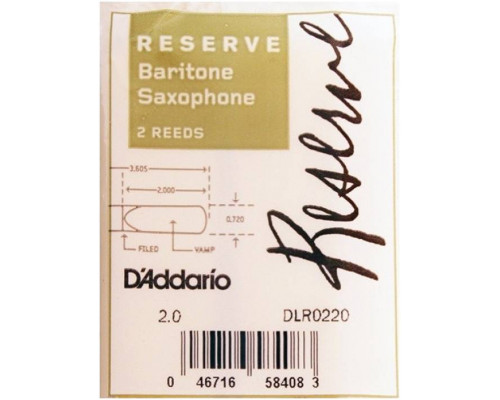 RESERVE
Baritone
Saxophone
2 REEDS
Reserve
3,605
2,000
0,720
FILED
VAMP
D'Addario
2.0
DLR0220
0 46716 58408 3